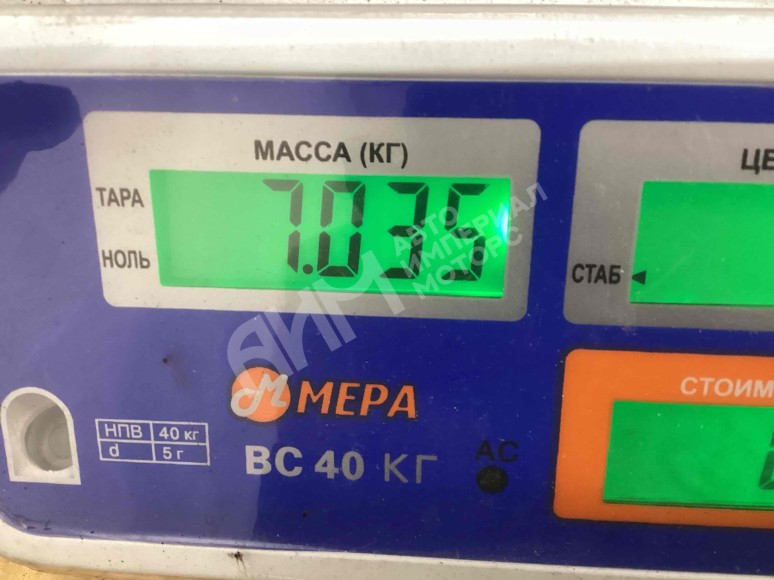 МАССА (КГ)
ТАРА
7.035
НОЛЬ
ЦЕ
СТАБ
АИМ
АВТО
ИМПЕРИАЛ
МОТОРС
М МЕРА
ВС 40 КГ
АС
НПВ 40 кг
d 5 г
СТОИМ